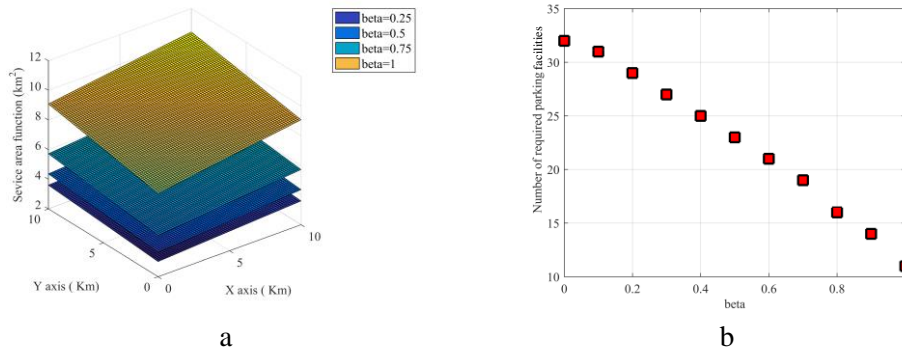 beta=0.25
beta=0.5
beta=0.75
beta=1
Sevice area function (km²)
12
10
8
6
4
2
10
5
0
Y axis ( Km)
0
5
10
X axis ( Km)
a
Number of required parking facilities
35
30
25
20
15
10
0
0.2
0.4
0.6
0.8
beta
b